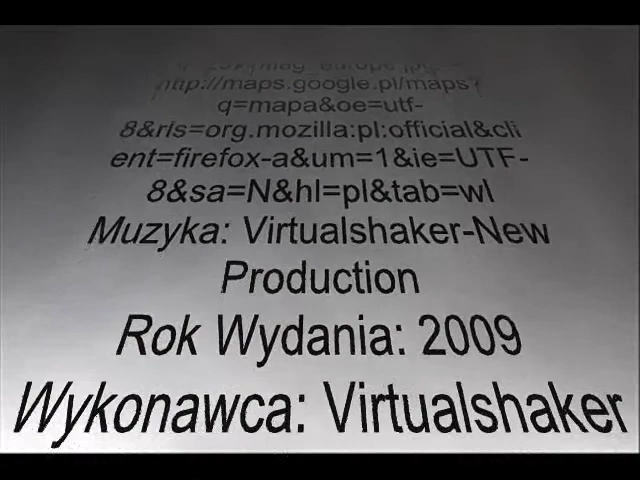 http://maps.google.pl/maps?
q=mapa&oe=utf-
8&rls=org.mozilla:pl:official&cli
ent=firefox-a&um=1&ie=UTF-
8&sa=N&hl=pl&tab=wl
Muzyka: Virtualshaker-New
Production
Rok Wydania: 2009
Wykonawca: Virtualshaker